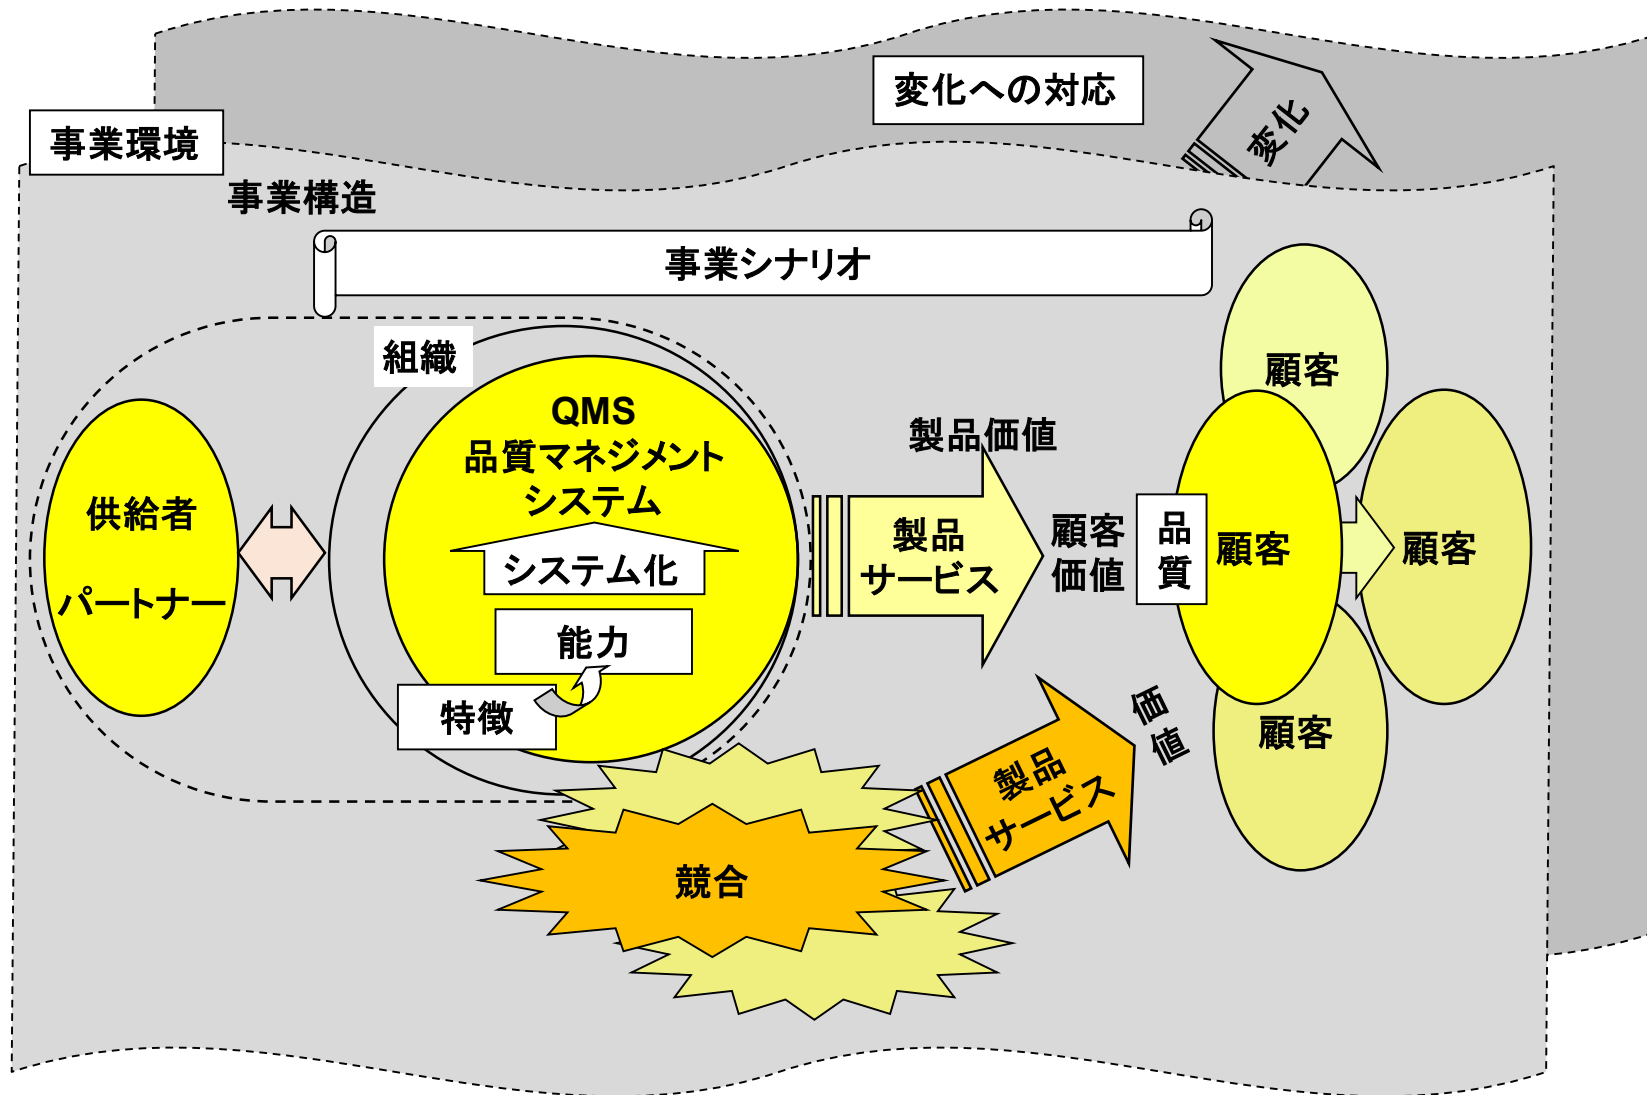 変化への対応
変化
事業環境
事業構造
事業シナリオ
組織
QMS
品質マネジメント
システム
システム化
能力
特徴
供給者
パートナー
製品価値
製品
サービス
顧客
価値
品
質
顧客
顧客
顧客
顧客
価
値
製品
サービス
競合